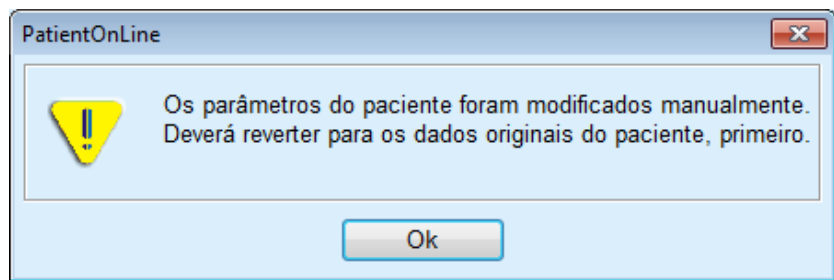 PatientOnLine
Os parâmetros do paciente foram modificados manualmente.
Deverá reverter para os dados originais do paciente, primeiro.
Ok